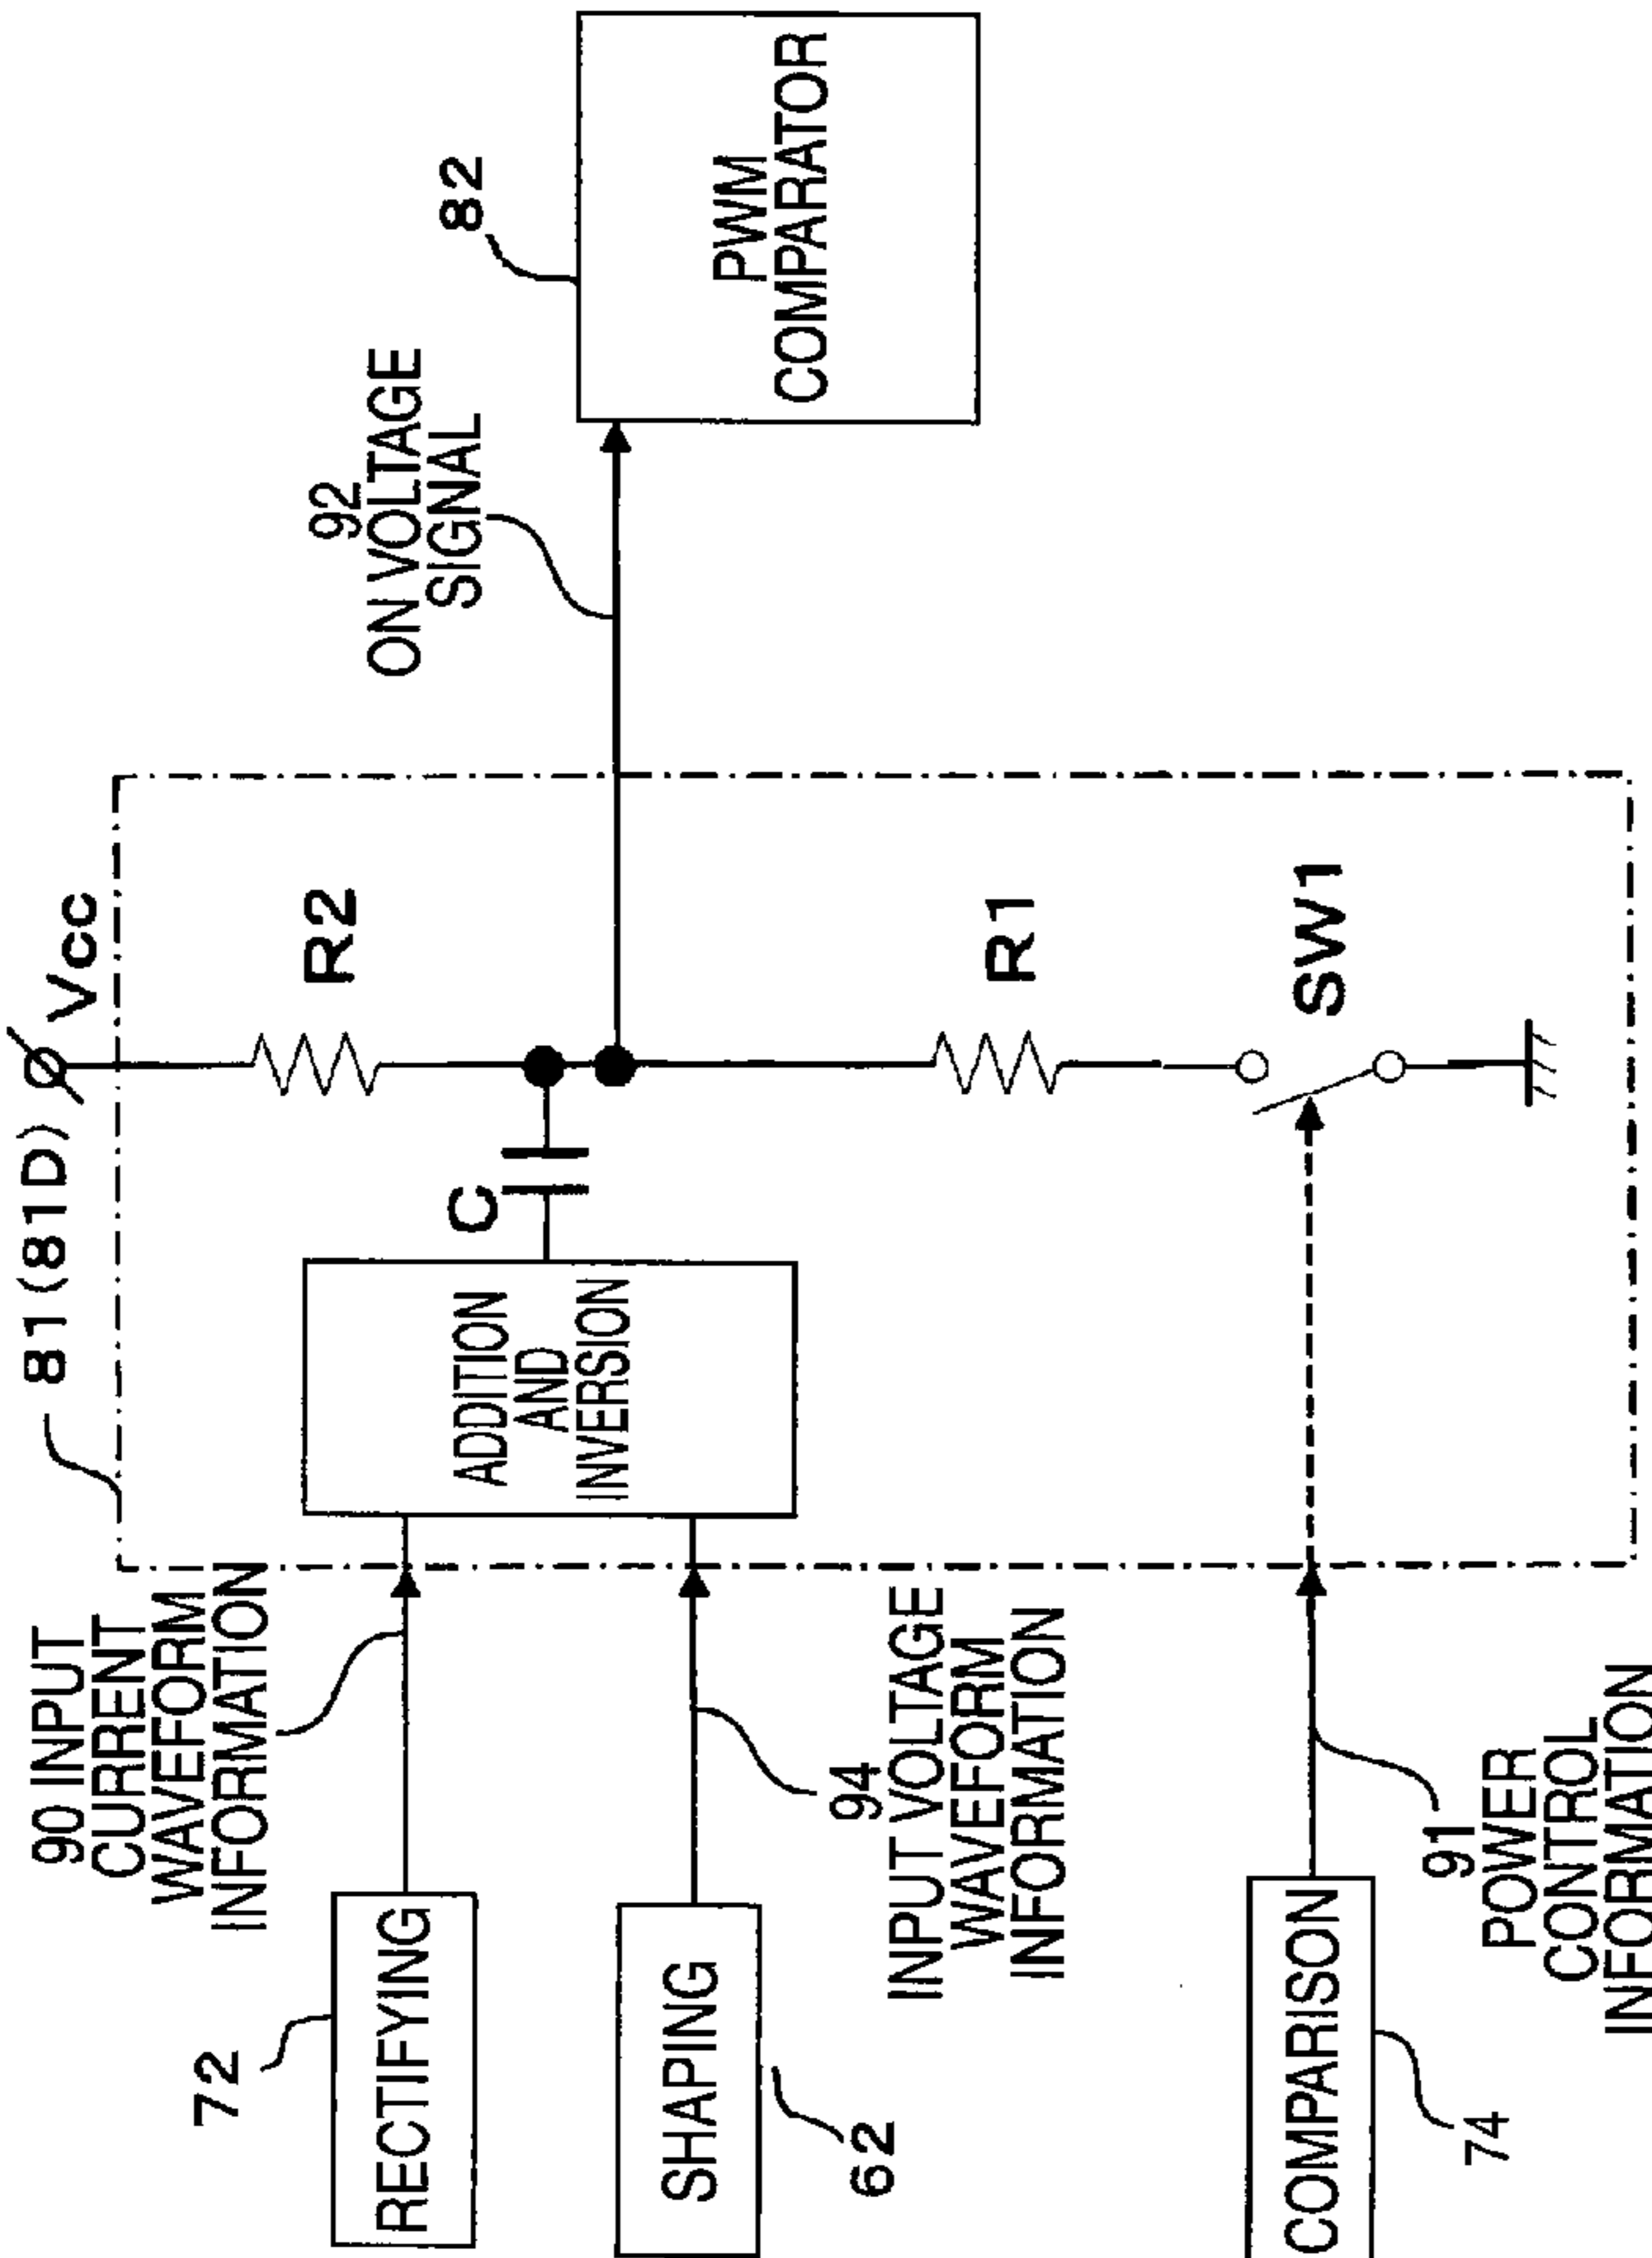 81(81D)
Vcc
90 INPUT
CURRENT
WAVEFORM
INFORMATION
72
RECTIFYING
ADDITION
AND
INVERSION
C
R2
92
ON VOLTAGE
SIGNAL
82
PWM
COMPARATOR
SHAPING
62
94
INPUT VOLTAGE
WAVEFORM
INFORMATION
R1
SW1
COMPARISON
74
91
POWER
CONTROL
INFORMATION